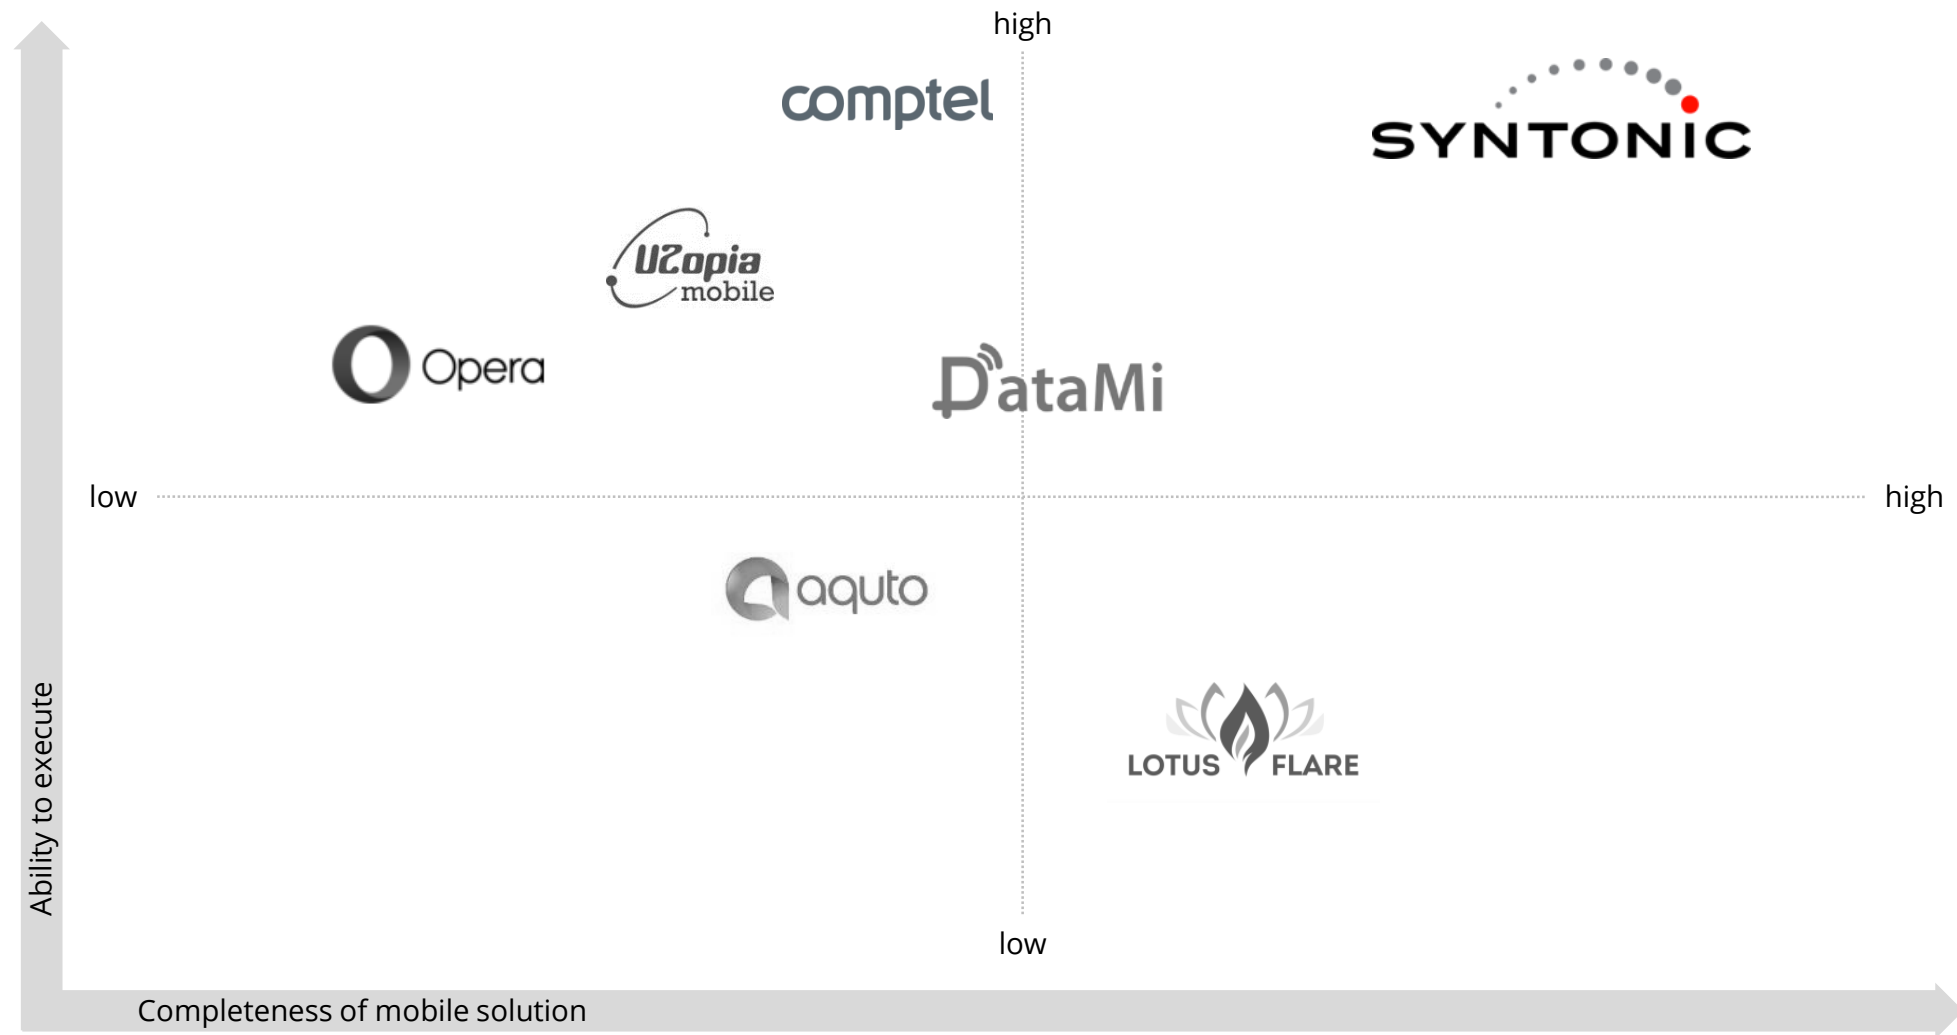 high
comptel
SYNTONIC
U2opia
mobile
Opera
DataMi
low
high
aquto
LOTUS FLARE
Ability to execute
low
Completeness of mobile solution